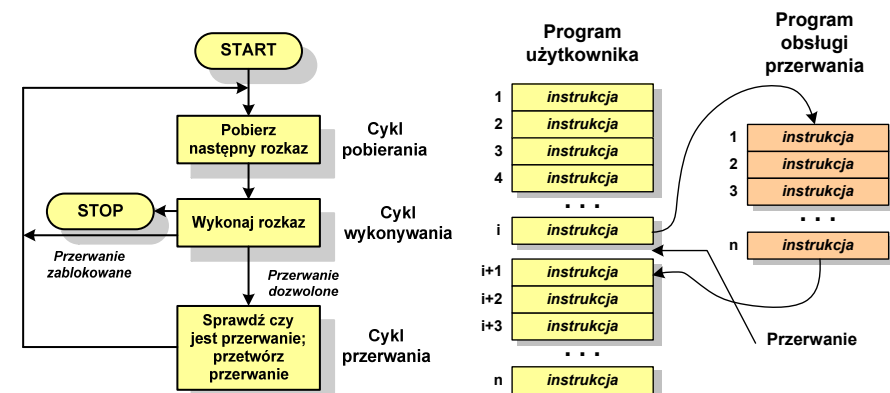 START
Pobierz
następny rozkaz
Cykl
pobierania
STOP
Wykonaj rozkaz
Cykl
wykonywania
Przerwanie
zablokowane
Przerwanie
dozwolone
Sprawdź czy
jest przerwanie;
przetwórz
przerwanie
Cykl
przerwania
Program
użytkownika
1 instrukcja
2 instrukcja
3 instrukcja
4 instrukcja
. . .
i instrukcja
i+1 instrukcja
i+2 instrukcja
i+3 instrukcja
. . .
n instrukcja
Program
obsługi
przerwania
1 instrukcja
2 instrukcja
3 instrukcja
. . .
n instrukcja
Przerwanie